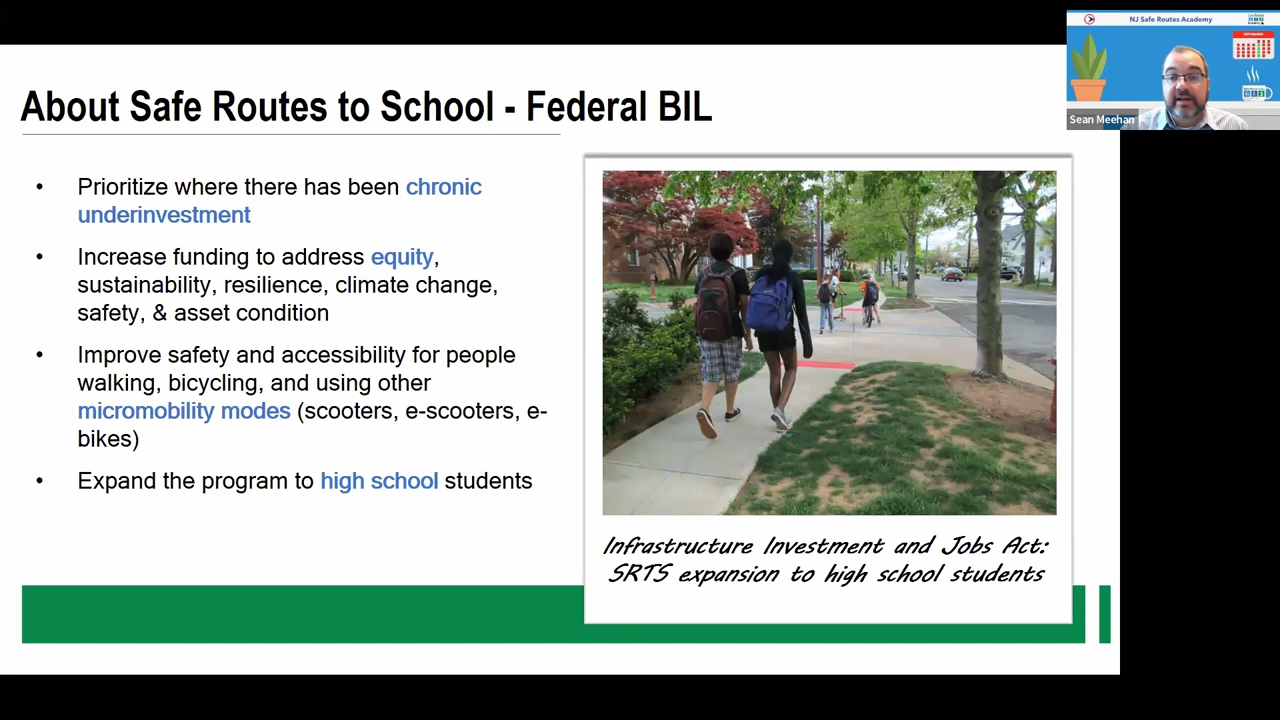 NJ Safe Routes Academy
Sean Meehan
About Safe Routes to School - Federal BIL
• Prioritize where there has been chronic
underinvestment
• Increase funding to address equity,
sustainability, resilience, climate change,
safety, & asset condition
• Improve safety and accessibility for people
walking, bicycling, and using other
micromobility modes (scooters, e-scooters, e-
bikes)
• Expand the program to high school students
Infrastructure Investment and Jobs Act:
SRTS expansion to high school students